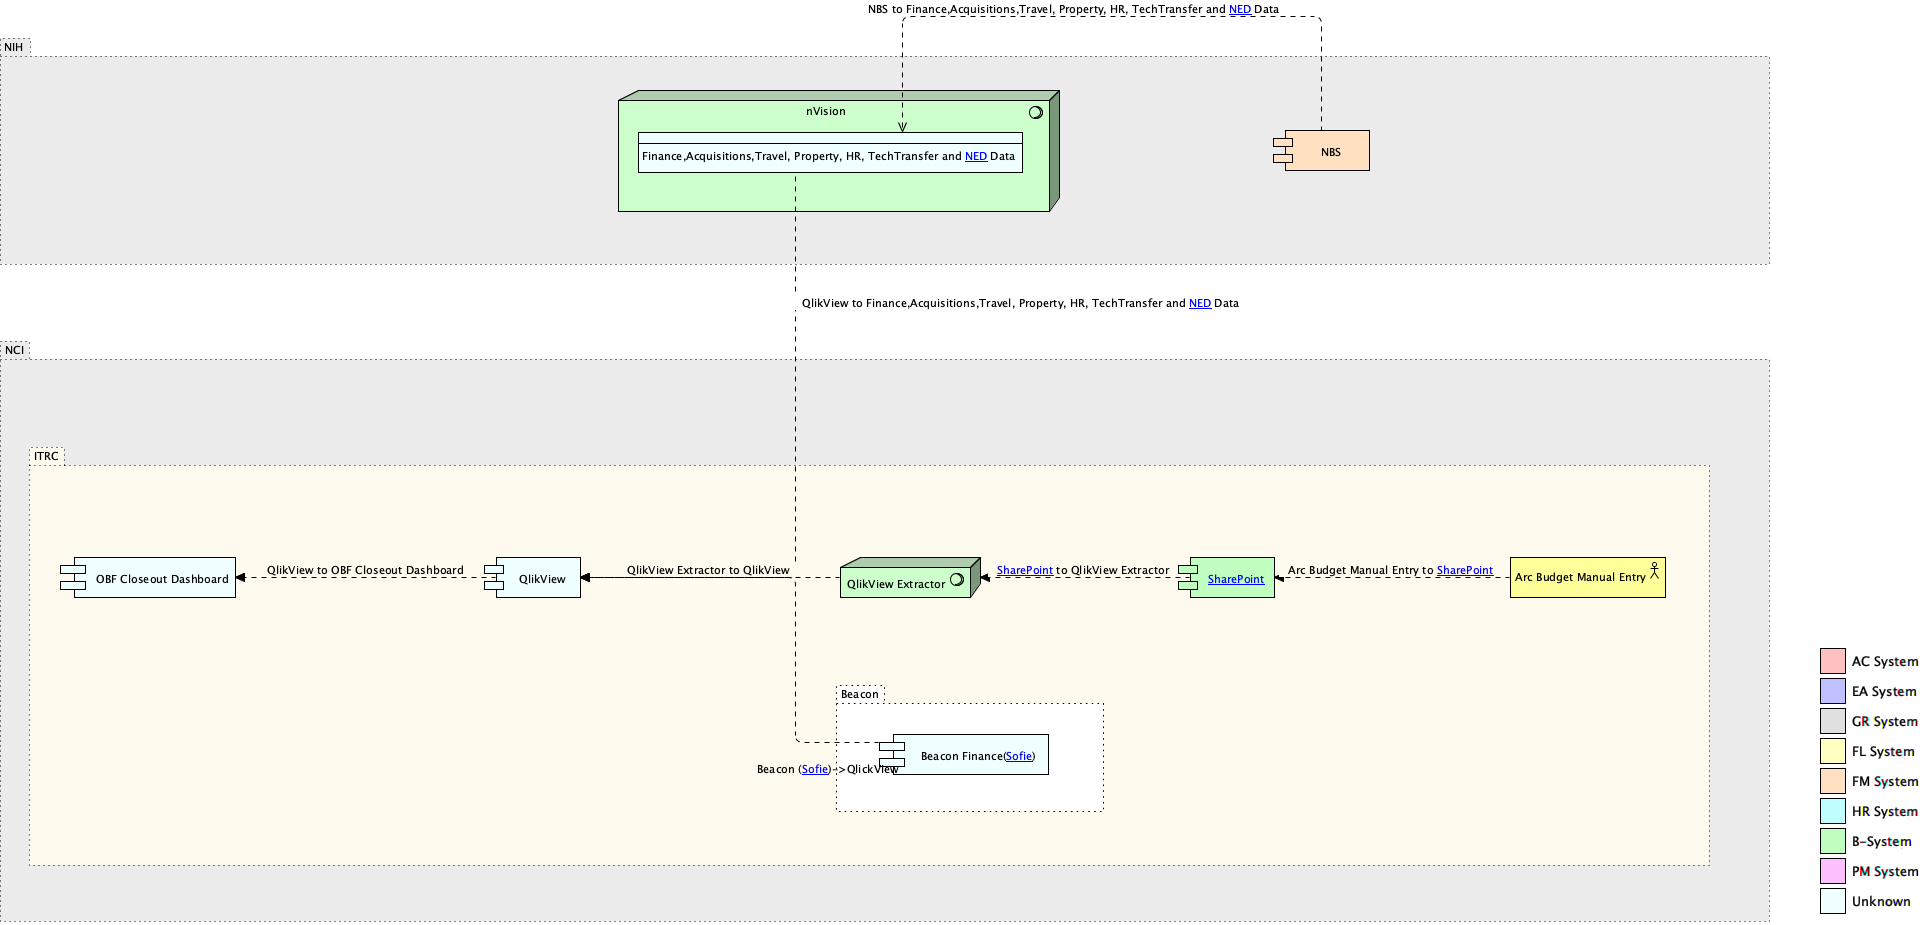 NBS to Finance,Acquisitions,Travel, Property, HR, TechTransfer and NED Data
NIH
nVision
Finance,Acquisitions,Travel, Property, HR, TechTransfer and NED Data
NBS
QlikView to Finance,Acquisitions,Travel, Property, HR, TechTransfer and NED Data
NCI
ITRC
OBF Closeout Dashboard
QlikView to OBF Closeout Dashboard
QlikView
QlikView Extractor to QlikView
QlikView Extractor
SharePoint to QlikView Extractor
SharePoint
Arc Budget Manual Entry to SharePoint
Arc Budget Manual Entry
Beacon
Beacon Finance(Sofie)
Beacon (Sofie)->QlickView
AC System
EA System
GR System
FL System
FM System
HR System
B-System
PM System
Unknown